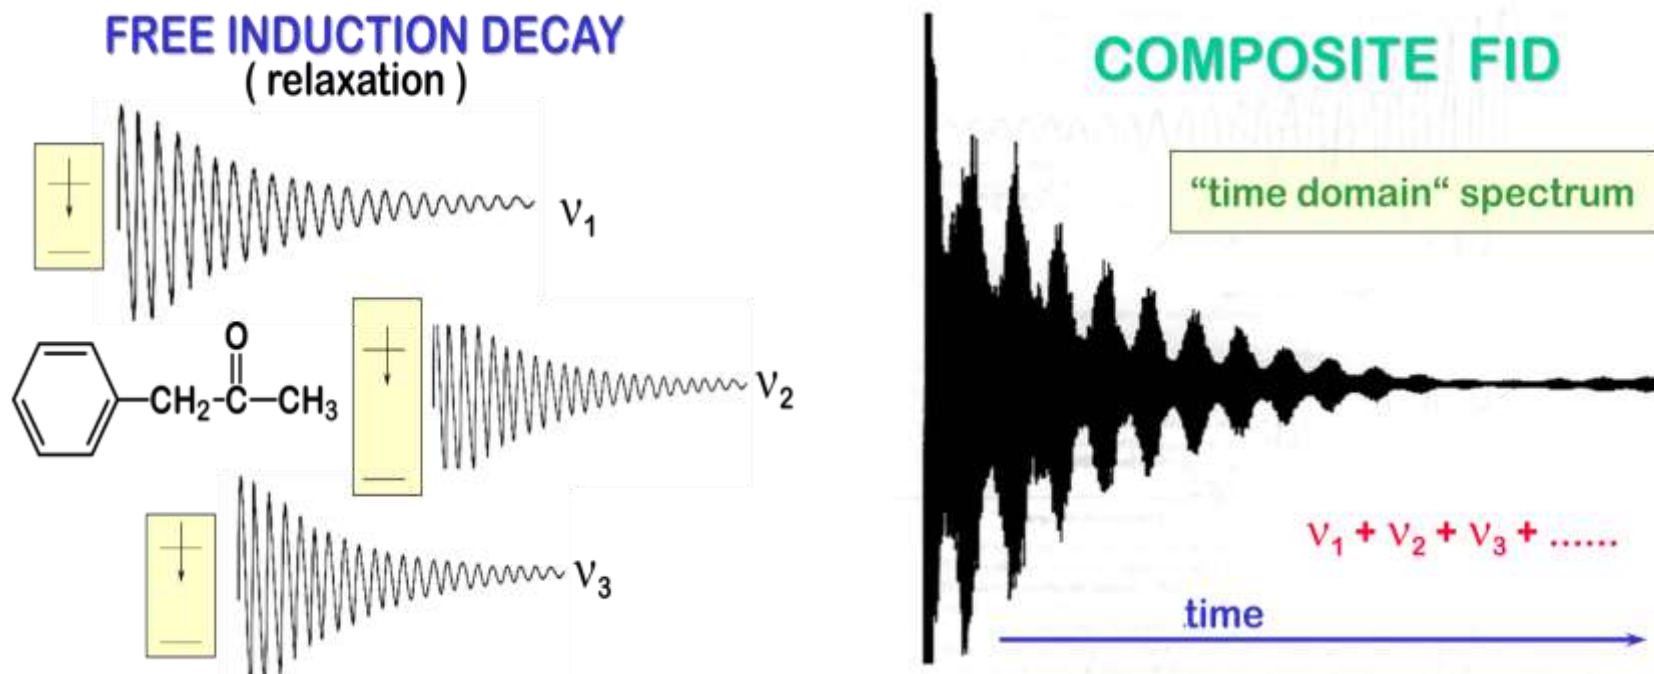 FREE INDUCTION DECAY
( relaxation )
ν₁
O
CH₂-C—CH₃
ν₂
ν₃
COMPOSITE FID
“time domain“ spectrum
ν₁ + ν₂ + ν₃ + ......
time